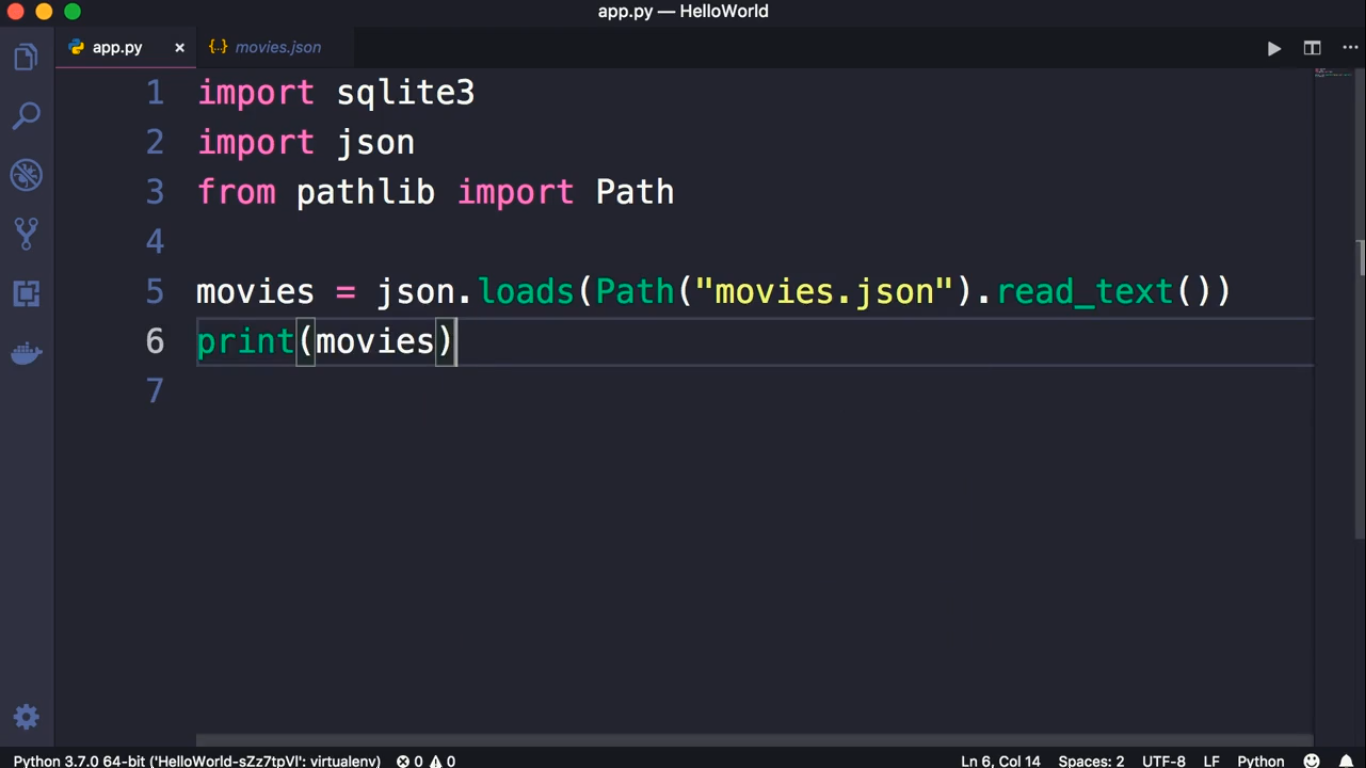 app.py — HelloWorld
app.py × {..} movies.json
1 import sqlite3
2 import json
3 from pathlib import Path
4
5 movies = json.loads(Path("movies.json").read_text())
6 print(movies)
7
Python 3.7.0 64-bit ('HelloWorld-sZz7tpVI': virtualenv) 0 0 Ln 6, Col 14 Spaces: 2 UTF-8 LF Python